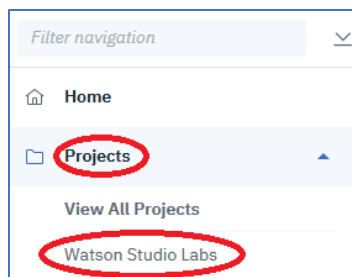 Filter navigation
Home
Projects
View All Projects
Watson Studio Labs